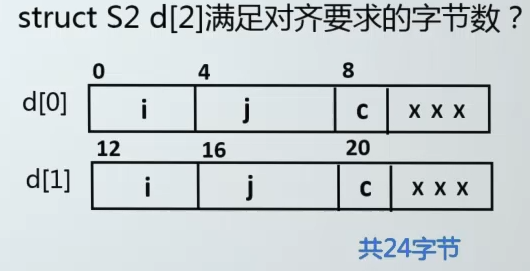 struct S2 d[2]满足对齐要求的字节数？
0 4 8
d[0] i j c x x x
12 16 20
d[1] i j c x x x
共24字节